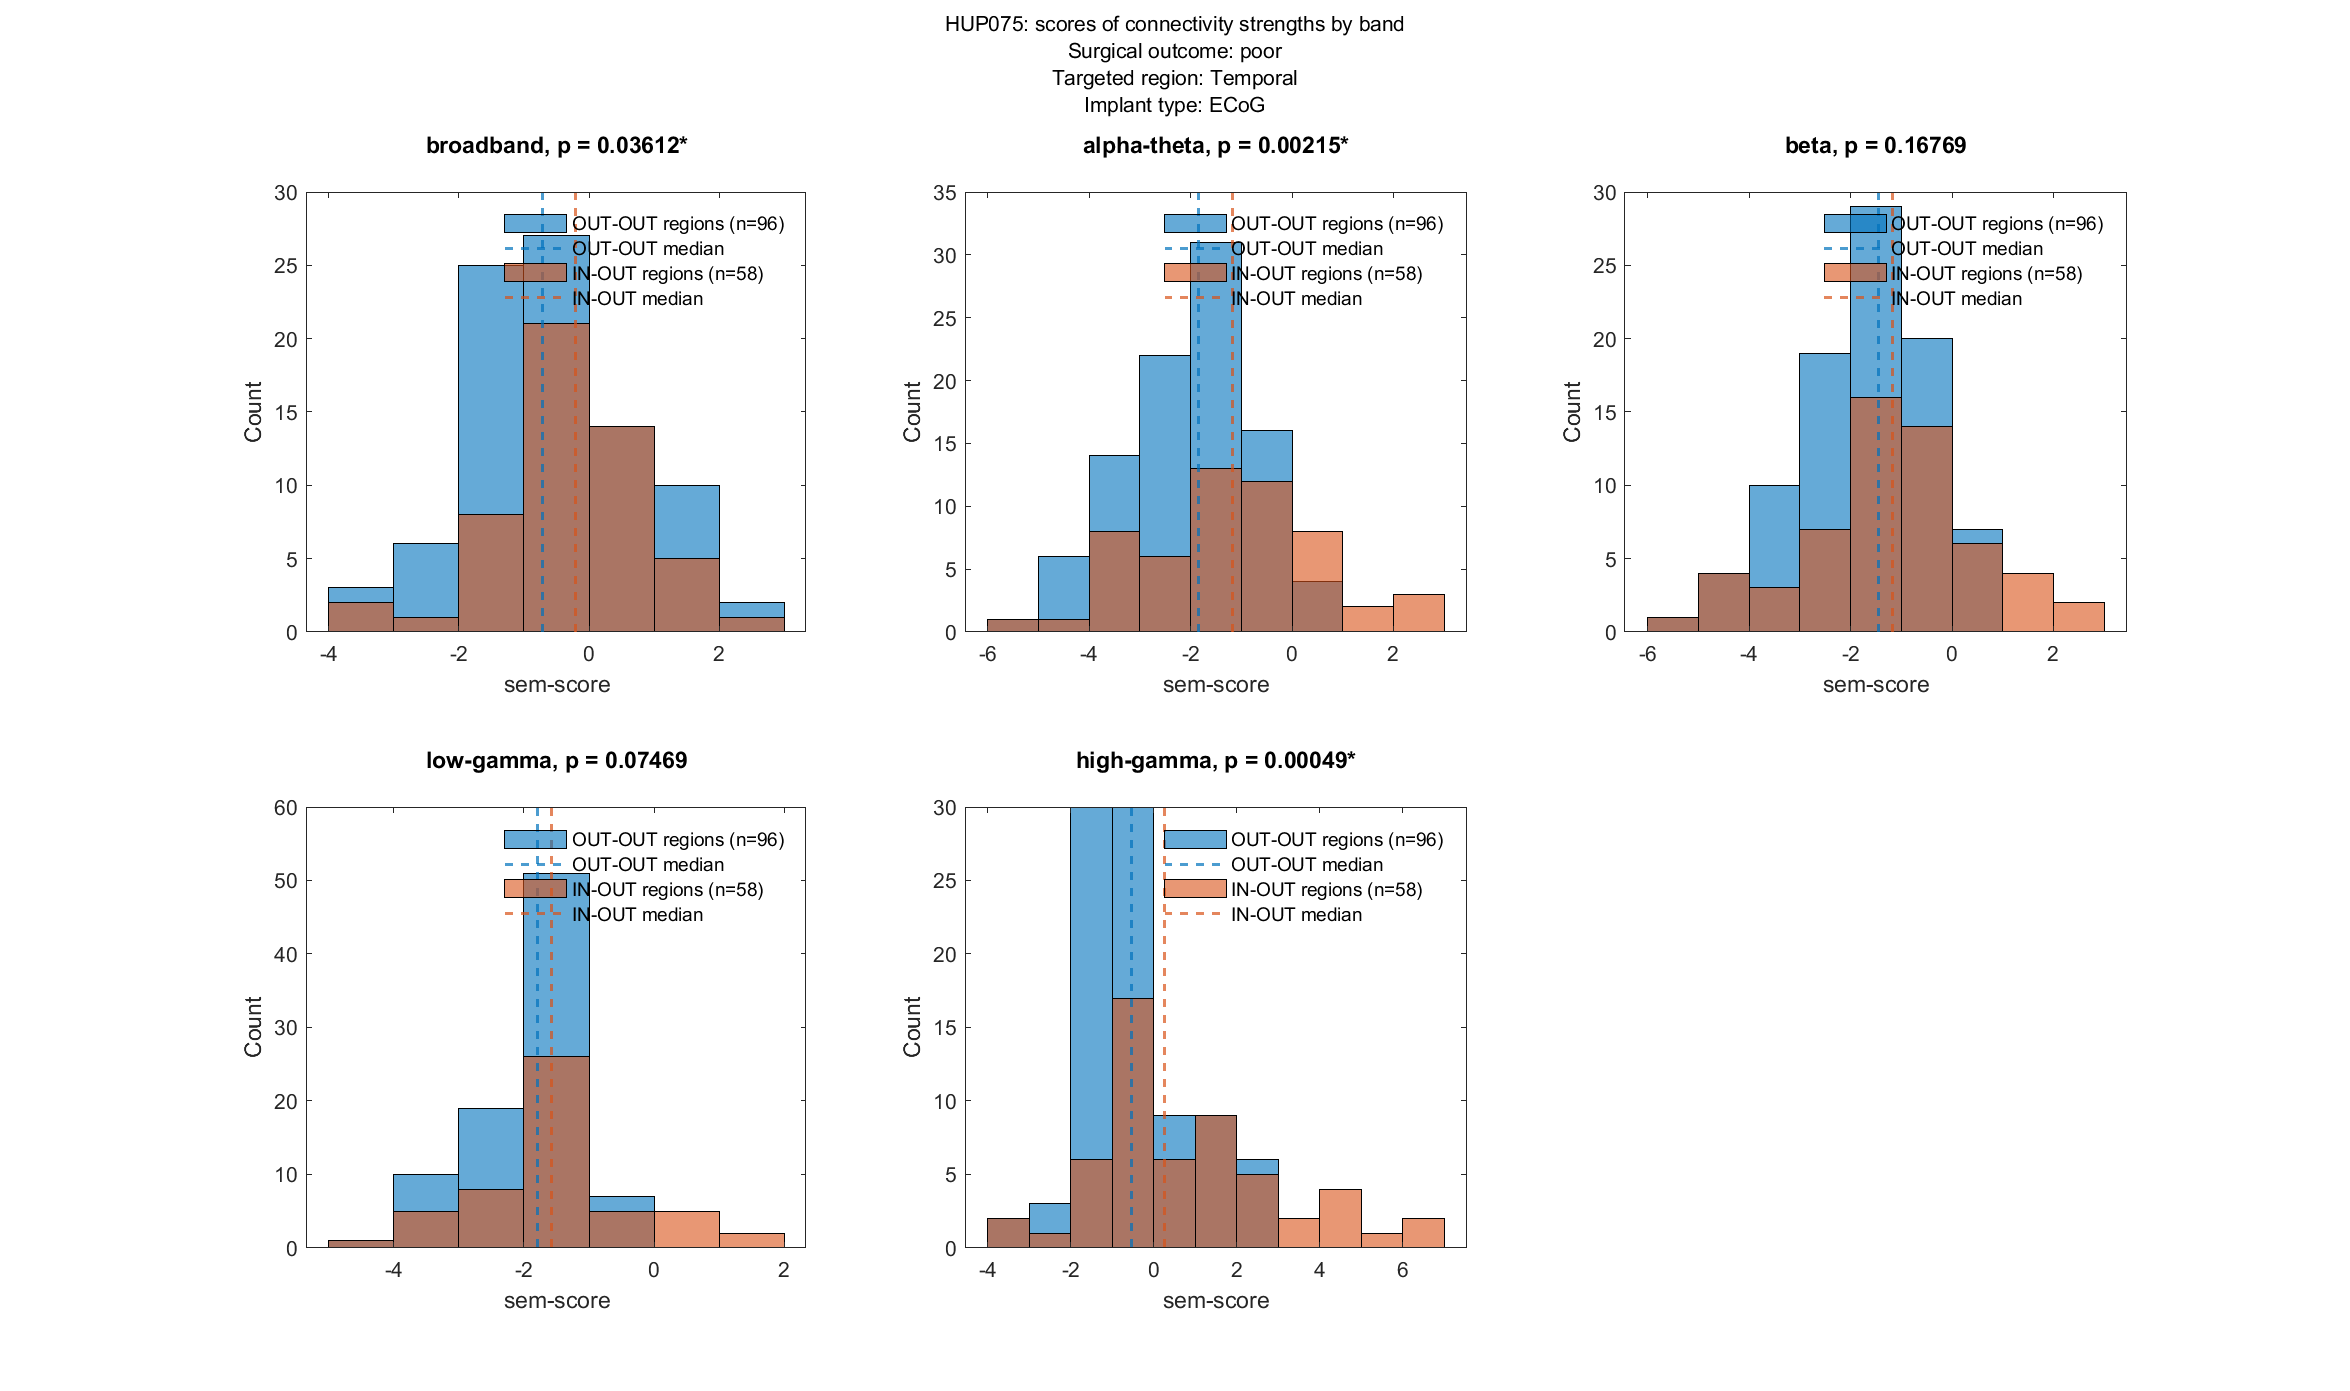 HUP075: scores of connectivity strengths by band
Surgical outcome: poor
Targeted region: Temporal
Implant type: ECoG
broadband, p = 0.03612*
30
25
20
15
10
5
0
Count
OUT-OUT regions (n=96)
OUT-OUT median
IN-OUT regions (n=58)
IN-OUT median
-4 -2 0 2
sem-score
alpha-theta, p = 0.00215*
35
30
25
20
15
10
5
0
Count
OUT-OUT regions (n=96)
OUT-OUT median
IN-OUT regions (n=58)
IN-OUT median
-6 -4 -2 0 2
sem-score
beta, p = 0.16769
30
25
20
15
10
5
0
Count
OUT-OUT regions (n=96)
OUT-OUT median
IN-OUT regions (n=58)
IN-OUT median
-6 -4 -2 0 2
sem-score
low-gamma, p = 0.07469
60
50
40
30
20
10
0
Count
OUT-OUT regions (n=96)
OUT-OUT median
IN-OUT regions (n=58)
IN-OUT median
-4 -2 0 2
sem-score
high-gamma, p = 0.00049*
30
25
20
15
10
5
0
Count
OUT-OUT regions (n=96)
OUT-OUT median
IN-OUT regions (n=58)
IN-OUT median
-4 -2 0 2 4 6
sem-score